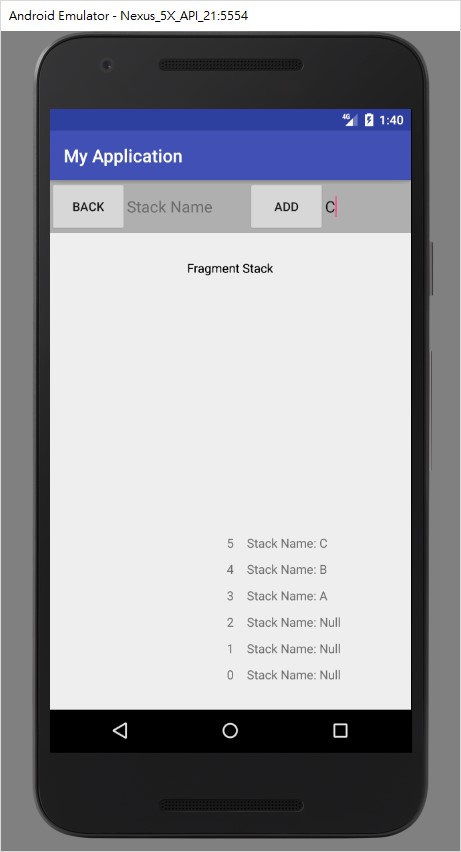 Android Emulator - Nexus_5X_API_21:5554
4G 1:40
My Application
BACK Stack Name ADD C
Fragment Stack
5 Stack Name: C
4 Stack Name: B
3 Stack Name: A
2 Stack Name: Null
1 Stack Name: Null
0 Stack Name: Null